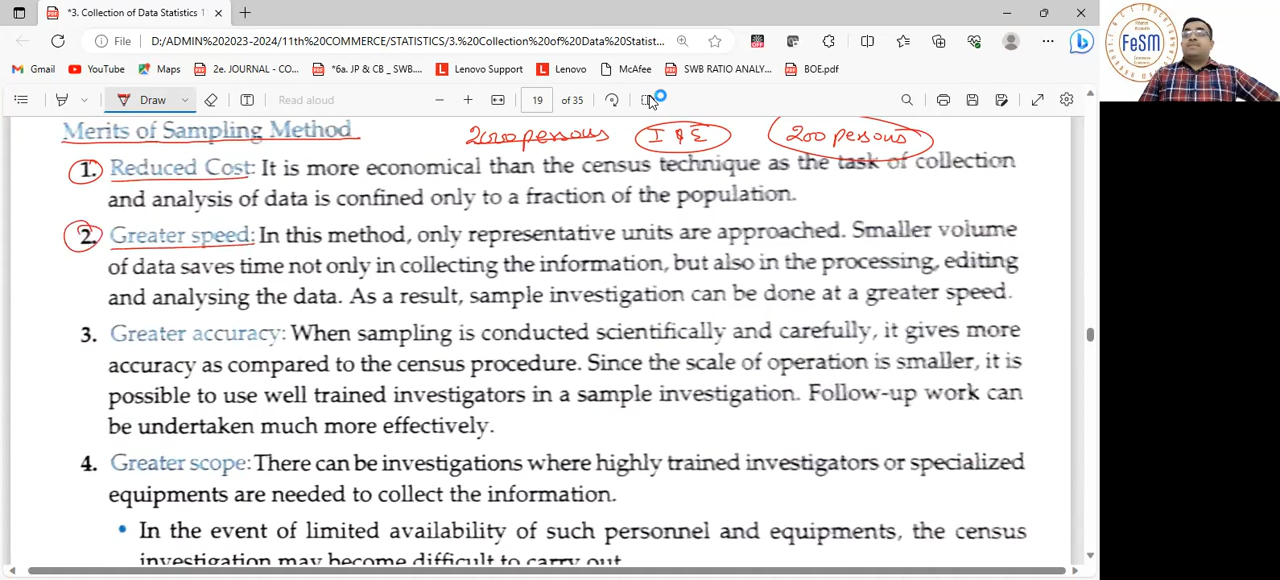 *3. Collection of Data Statistics 1
File D:/ADMIN%202023-2024/11th%20COMMERCE/STATISTICS/3.%20Collection%20of%20Data%20Statist...
Gmail YouTube Maps 2e. JOURNAL - CO... *6a. JP & CB _ SWB.... Lenovo Support Lenovo McAfee SWB RATIO ANALY... BOE.pdf
Draw Read aloud 19 of 35
FeSM
Merits of Sampling Method 2000 persons I & E 200 persons
1. Reduced Cost: It is more economical than the census technique as the task of collection
and analysis of data is confined only to a fraction of the population.
2. Greater speed: In this method, only representative units are approached. Smaller volume
of data saves time not only in collecting the information, but also in the processing, editing
and analysing the data. As a result, sample investigation can be done at a greater speed.
3. Greater accuracy: When sampling is conducted scientifically and carefully, it gives more
accuracy as compared to the census procedure. Since the scale of operation is smaller, it is
possible to use well trained investigators in a sample investigation. Follow-up work can
be undertaken much more effectively.
4. Greater scope: There can be investigations where highly trained investigators or specialized
equipments are needed to collect the information.
• In the event of limited availability of such personnel and equipments, the census
investigation may become difficult to carry out.